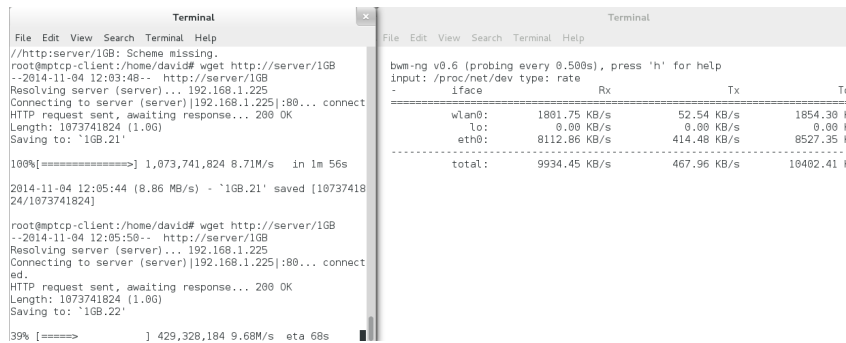 Terminal
File Edit View Search Terminal Help
//http:server/1GB: Scheme missing.
root@mptcp-client:/home/david# wget http://server/1GB
--2014-11-04 12:03:48-- http://server/1GB
Resolving server (server)... 192.168.1.225
Connecting to server (server)|192.168.1.225|:80... connect
HTTP request sent, awaiting response... 200 OK
Length: 1073741824 (1.0G)
Saving to: `1GB.21'
100%[==============>] 1,073,741,824 8.71M/s in 1m 56s
2014-11-04 12:05:44 (8.86 MB/s) - `1GB.21' saved [10737418
24/1073741824]
root@mptcp-client:/home/david# wget http://server/1GB
--2014-11-04 12:05:50-- http://server/1GB
Resolving server (server)... 192.168.1.225
Connecting to server (server)|192.168.1.225|:80... connect
ed.
HTTP request sent, awaiting response... 200 OK
Length: 1073741824 (1.0G)
Saving to: `1GB.22'
39% [=====> ] 429,328,184 9.68M/s eta 68s
Terminal
File Edit View Search Terminal Help
bwm-ng v0.6 (probing every 0.500s), press 'h' for help
input: /proc/net/dev type: rate
- iface Rx Tx To
wlan0: 1801.75 KB/s 52.54 KB/s 1854.30 K
lo: 0.00 KB/s 0.00 KB/s 0.00 K
eth0: 8112.86 KB/s 414.48 KB/s 8527.35 K
total: 9934.45 KB/s 467.96 KB/s 10402.41 K